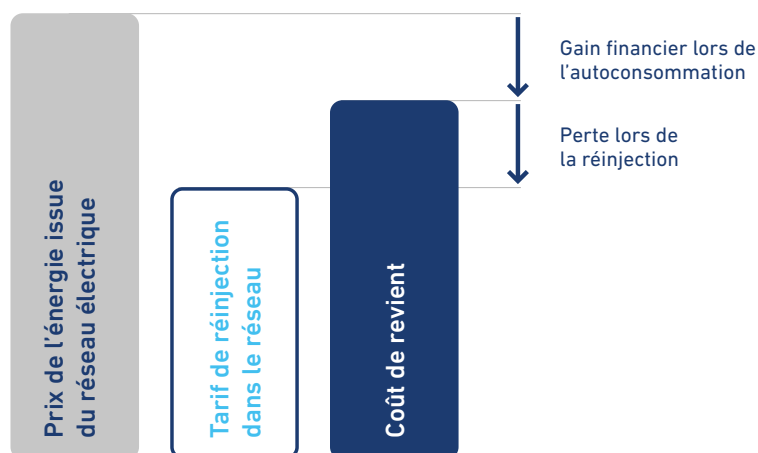 Prix de l’énergie issue
du réseau électrique
Tarif de réinjection
dans le réseau
Coût de revient
Gain financier lors de
l’autoconsommation
Perte lors de
la réinjection